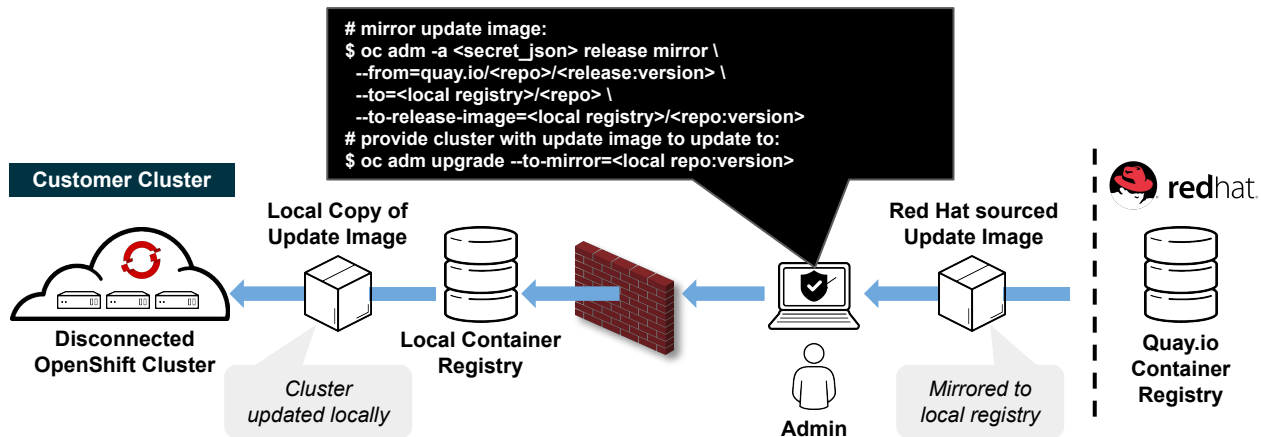 # mirror update image:
$ oc adm -a <secret_json> release mirror \
--from=quay.io/<repo>/<release:version> \
--to=<local registry>/<repo> \
--to-release-image=<local registry>/<repo:version>
# provide cluster with update image to update to:
$ oc adm upgrade --to-mirror=<local repo:version>
Customer Cluster
redhat.
Local Copy of
Update Image
Red Hat sourced
Update Image
Disconnected
OpenShift Cluster
Local Container
Registry
Quay.io
Container
Registry
Cluster
updated locally
Mirrored to
local registry
Admin